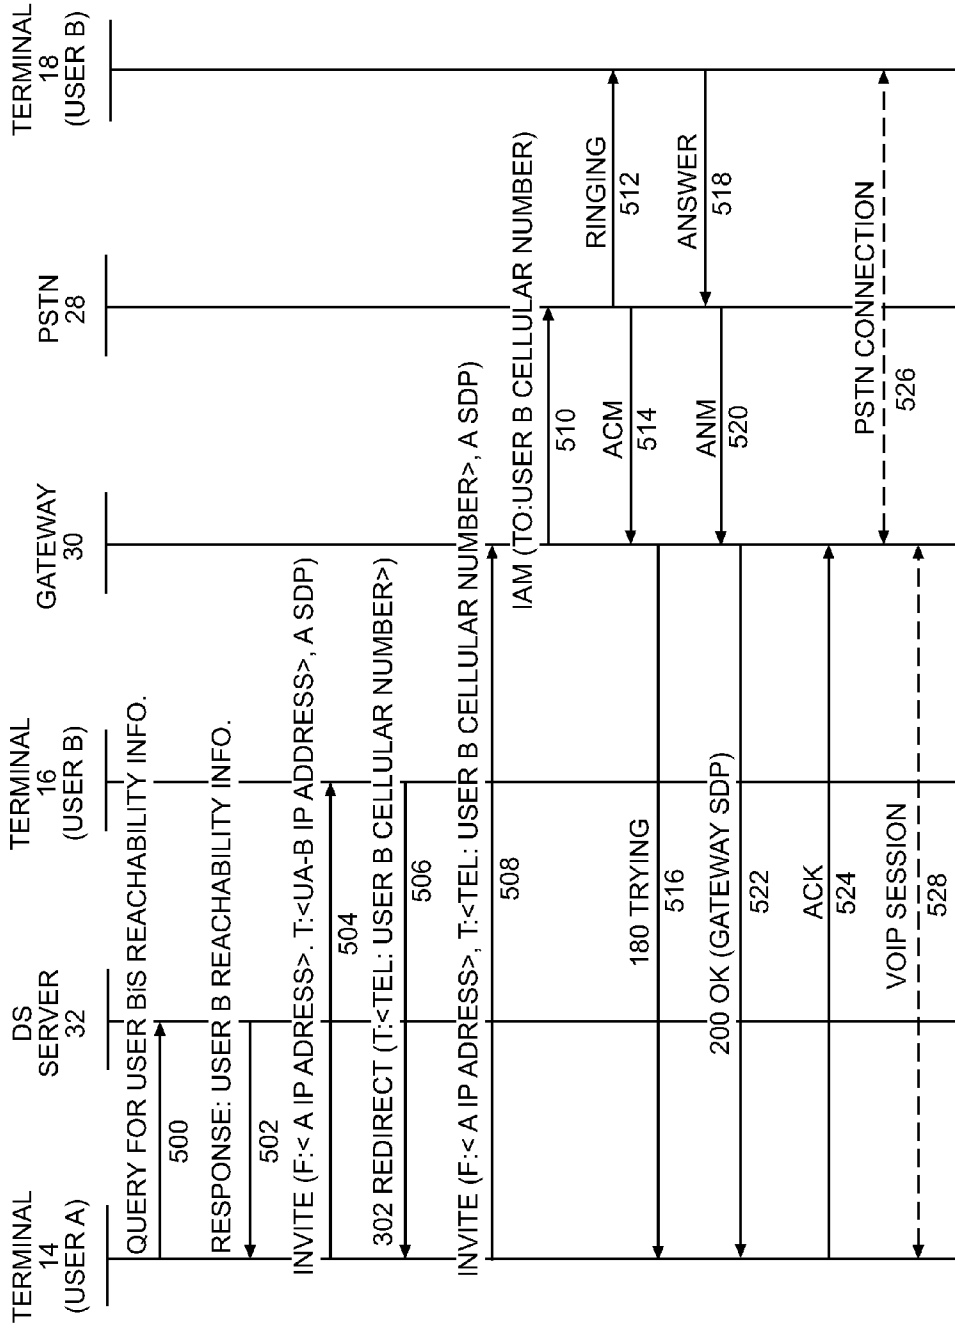 TERMINAL
14
(USER A)
DS
SERVER
32
TERMINAL
16
(USER B)
GATEWAY
30
PSTN
28
TERMINAL
18
(USER B)
QUERY FOR USER BiS REACHABILITY INFO.
500
RESPONSE: USER B REACHABILITY INFO.
502
INVITE (F:< A IP ADRESS>. T:<UA-B IP ADDRESS>, A SDP)
504
302 REDIRECT (T:<TEL: USER B CELLULAR NUMBER>)
506
INVITE (F:< A IP ADRESS>, T:<TEL: USER B CELLULAR NUMBER>, A SDP)
508
IAM (TO:USER B CELLULAR NUMBER)
510
RINGING
512
ACM
514
180 TRYING
516
ANSWER
518
ANM
520
200 OK (GATEWAY SDP)
522
ACK
524
PSTN CONNECTION
526
VOIP SESSION
528